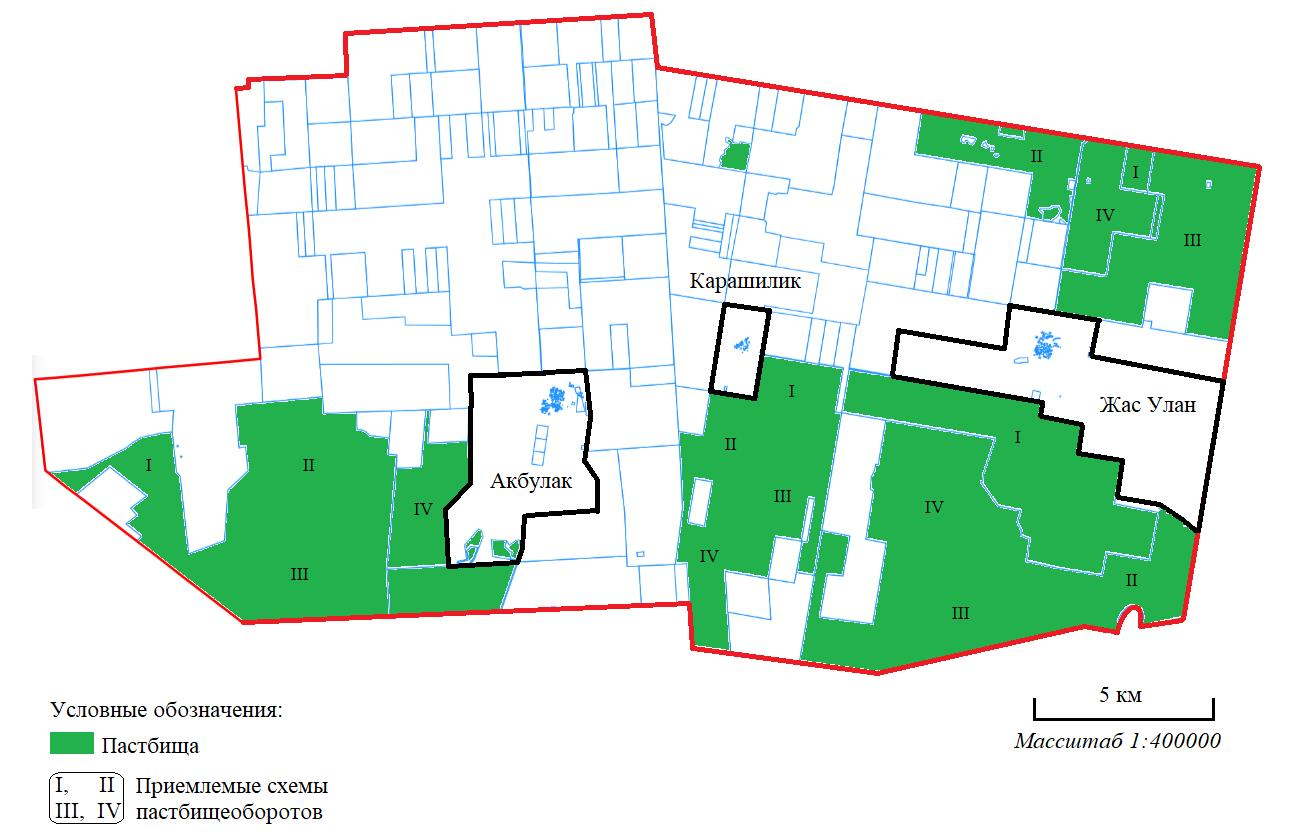 II
I
IV
III
Карашилик
I
Жас Улан
I
II
I
II
III
Акбулак
IV
IV
IV
III
II
III
III
Условные обозначения:
Пастбища
I, II
III, IV
Приемлемые схемы
пастбищеоборотов
5 км
Масштаб 1:400000